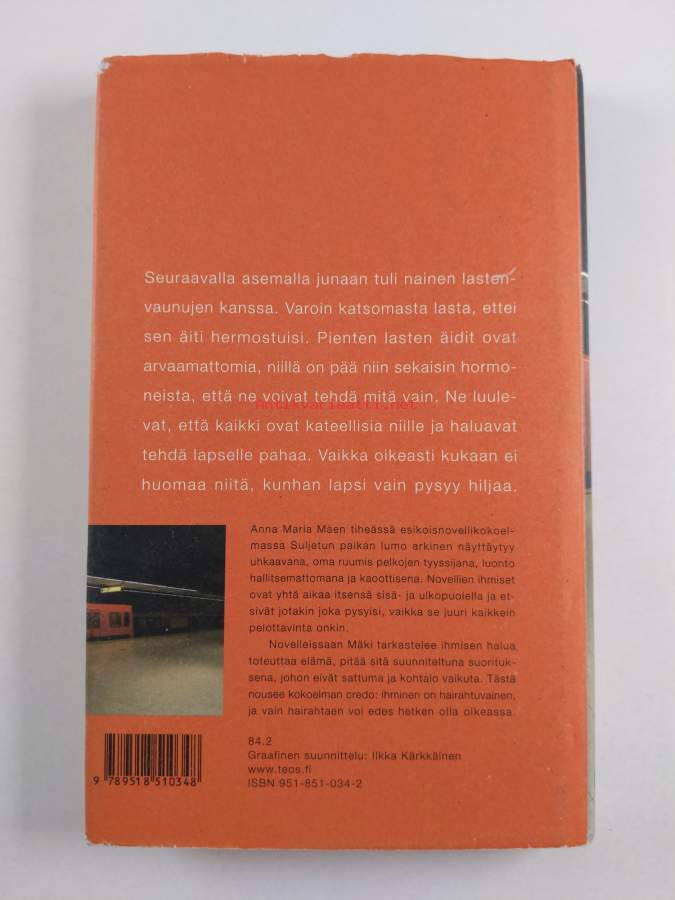 Seuraavalla asemalla junaan tuli nainen lasten-
vaunujen kanssa. Varoin katsomasta lasta, ettei
sen äiti hermostuisi. Pienten lasten äidit ovat
arvaamattomia, niillä on pää niin sekaisin hormo-
neista, että ne voivat tehdä mitä vain. Ne luule-
Antikvariaatti.net
vat, että kaikki ovat kateellisia niille ja haluavat
tehdä lapselle pahaa. Vaikka oikeasti kukaan ei
huomaa niitä, kunhan lapsi vain pysyy hiljaa.
Anna Maria Mäen tiheässä esikoisnovellikokoel-
massa Suljetun paikan lumo arkinen näyttäytyy
uhkaavana, oma ruumis pelkojen tyyssijana, luonto
hallitsemattomana ja kaoottisena. Novellien ihmiset
ovat yhtä aikaa itsensä sisä- ja ulkopuolella ja et-
sivät jotakin joka pysyisi, vaikka se juuri kaikkein
pelottavinta onkin.
Novelleissaan Mäki tarkastelee ihmisen halua
toteuttaa elämä, pitää sitä suunniteltuna suorituk-
sena, johon eivät sattuma ja kohtalo vaikuta. Tästä
nousee kokoelman credo: ihminen on hairahtuvainen,
ja vain hairahtaen voi edes hetken olla oikeassa.
84.2
Graafinen suunnittelu: Ilkka Kärkkäinen
www.teos.fi
ISBN 951-851-034-2
9 789518 510348